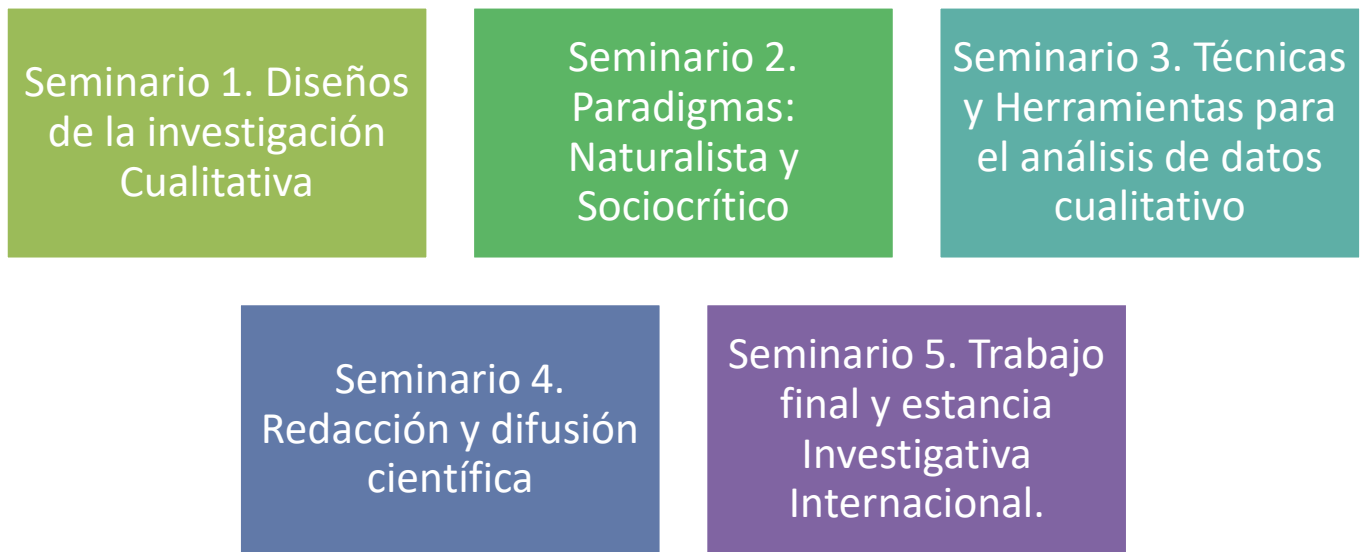 Seminario 1. Diseños
de la investigación
Cualitativa
Seminario 2.
Paradigmas:
Naturalista y
Sociocrítico
Seminario 3. Técnicas
y Herramientas para
el análisis de datos
cualitativo
Seminario 4.
Redacción y difusión
científica
Seminario 5. Trabajo
final y estancia
Investigativa
Internacional.